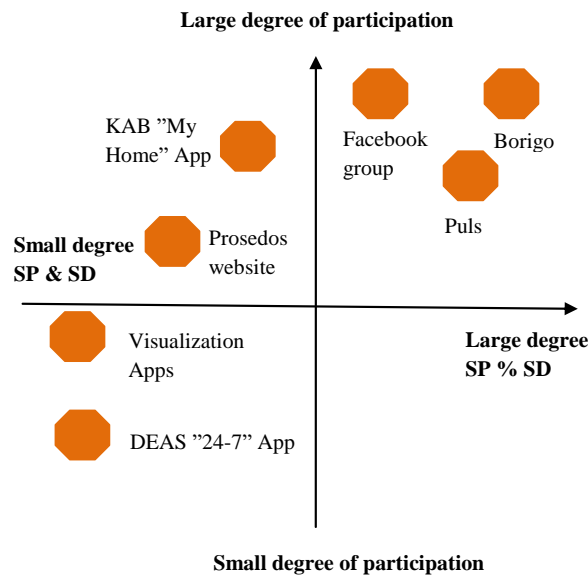 Large degree of participation
KAB ”My
Home” App
Facebook
group
Borigo
Puls
Small degree
SP & SD
Prosedos
website
Large degree
SP % SD
Visualization
Apps
DEAS ”24-7” App
Small degree of participation